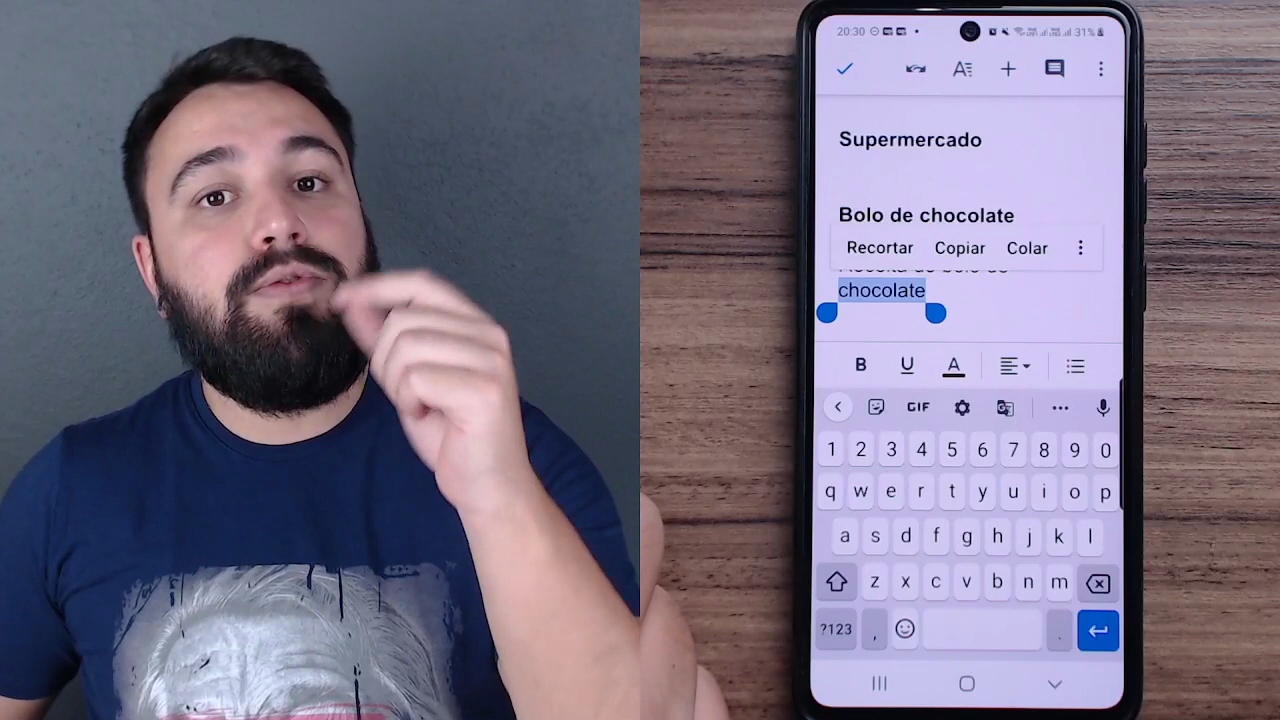 20:30 31%
Supermercado
Bolo de chocolate
Recortar Copiar Colar
chocolate
B U A
GIF
1 2 3 4 5 6 7 8 9 0
q w e r t y u i o p
a s d f g h j k l
z x c v b n m
?123 , .